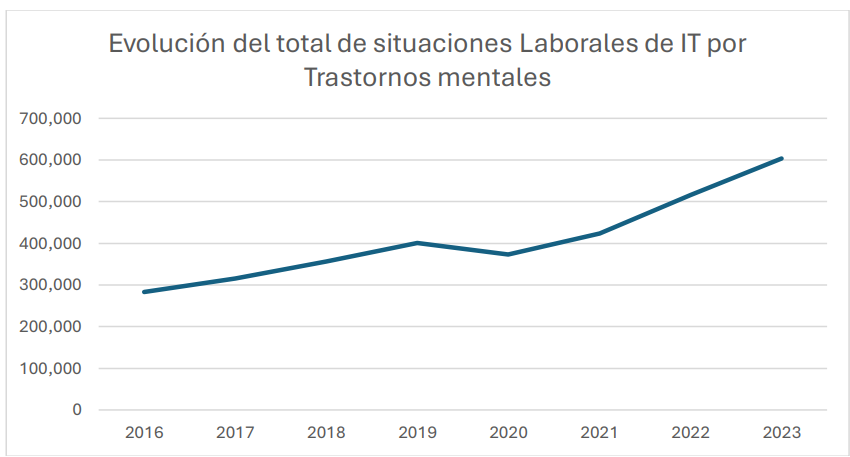 Evolución del total de situaciones Laborales de IT por
Trastornos mentales
700,000
600,000
500,000
400,000
300,000
200,000
100,000
0
2016 2017 2018 2019 2020 2021 2022 2023